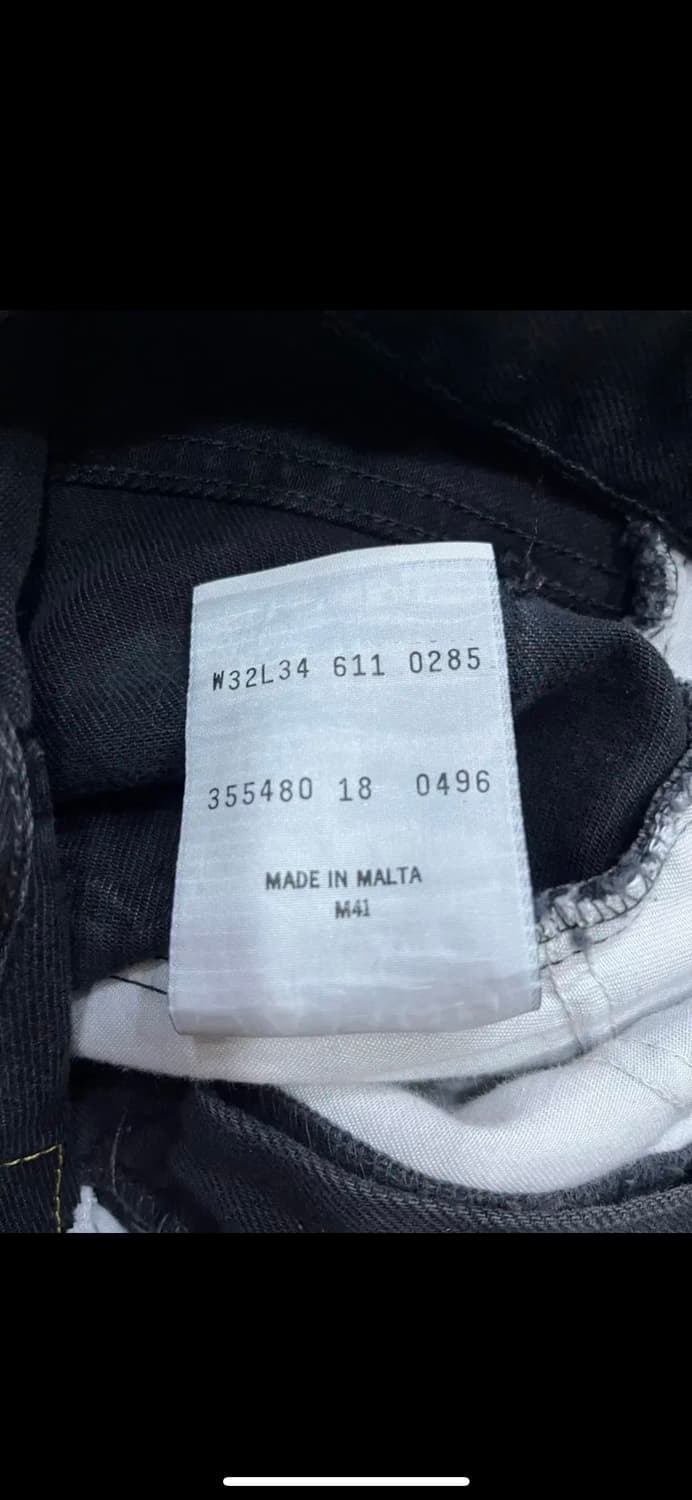 W32L34 611 0285
355480 18 0496
MADE IN MALTA
M41